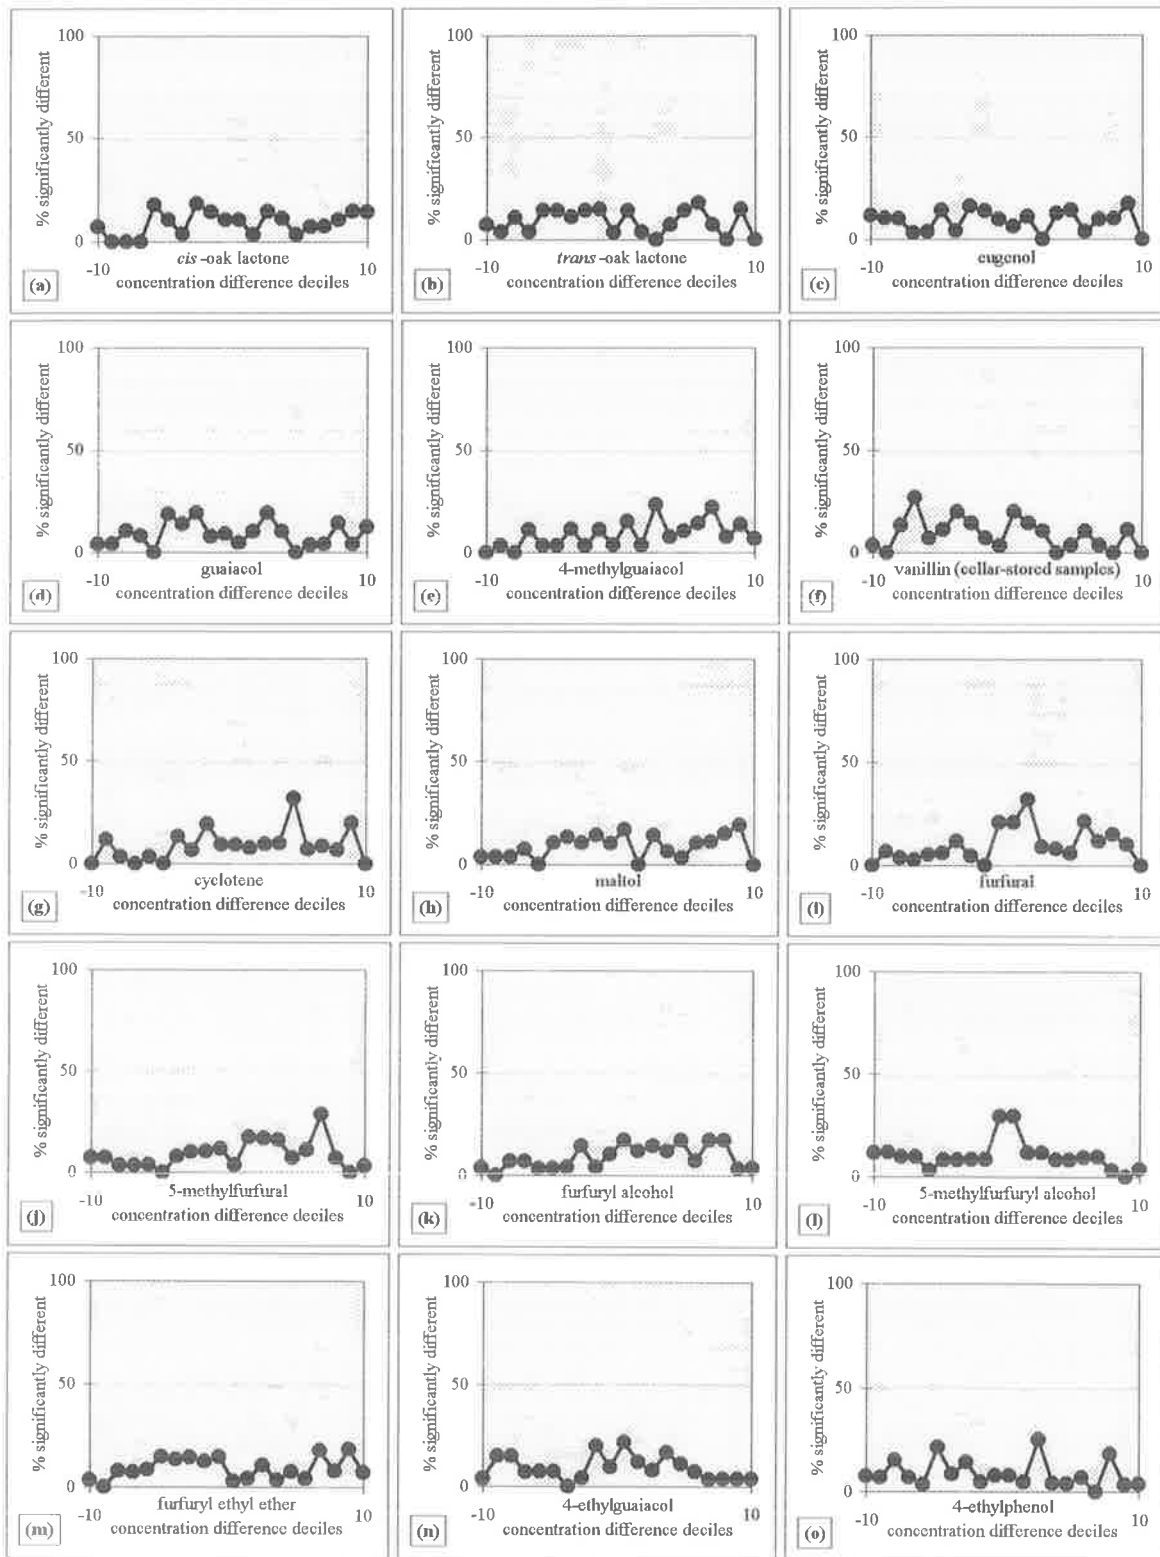 100
% significantly different
50
0
-10
cis -oak lactone
10
(a)
concentration difference deciles
100
% significantly different
50
0
-10
trans -oak lactone
10
(b)
concentration difference deciles
100
% significantly different
50
0
-10
eugenol
10
(c)
concentration difference deciles
100
% significantly different
50
0
-10
guaiacol
10
(d)
concentration difference deciles
100
% significantly different
50
0
-10
4-methylguaiacol
10
(e)
concentration difference deciles
100
% significantly different
50
0
-10
vanillin (cellar-stored samples)
10
(f)
concentration difference deciles
100
% significantly different
50
0
-10
cyclotene
10
(g)
concentration difference deciles
100
% significantly different
50
0
-10
maltol
10
(h)
concentration difference deciles
100
% significantly different
50
0
-10
furfural
10
(i)
concentration difference deciles
100
% significantly different
50
0
-10
5-methylfurfural
10
(j)
concentration difference deciles
100
% significantly different
50
0
-10
furfuryl alcohol
10
(k)
concentration difference deciles
100
% significantly different
50
0
-10
5-methylfurfuryl alcohol
10
(l)
concentration difference deciles
100
% significantly different
50
0
-10
furfuryl ethyl ether
10
(m)
concentration difference deciles
100
% significantly different
50
0
-10
4-ethylguaiacol
10
(n)
concentration difference deciles
100
% significantly different
50
0
-10
4-ethylphenol
10
(o)
concentration difference deciles